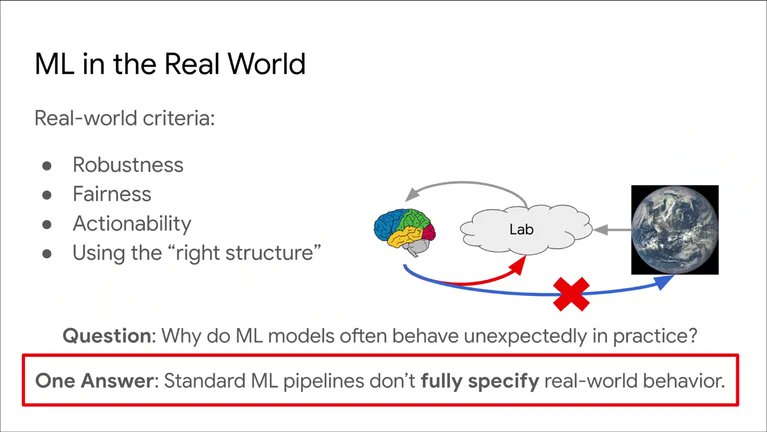 ML in the Real World
Real-world criteria:
● Robustness
● Fairness
● Actionability
● Using the “right structure”
Lab
Question: Why do ML models often behave unexpectedly in practice?
One Answer: Standard ML pipelines don’t fully specify real-world behavior.